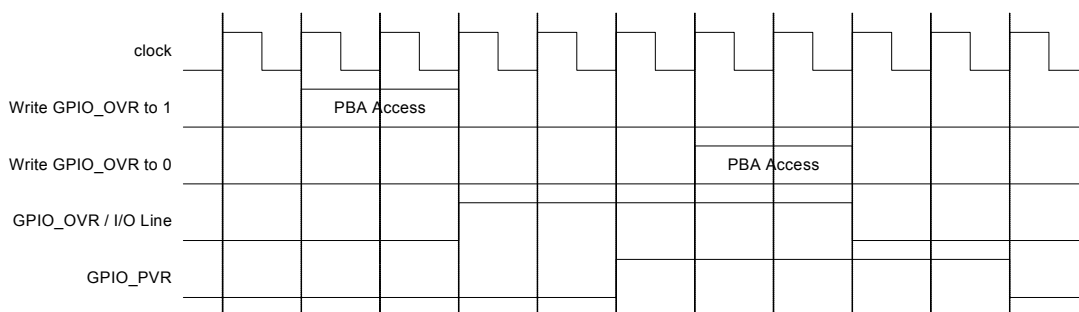 clock
Write GPIO_OVR to 1
PBA Access
Write GPIO_OVR to 0
PBA Access
GPIO_OVR / I/O Line
GPIO_PVR